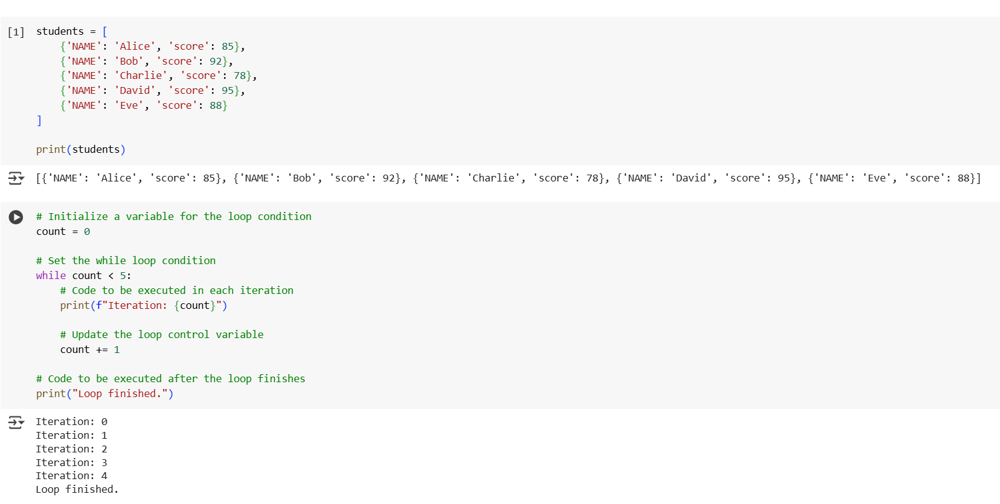 [1] students = [
    {'NAME': 'Alice', 'score': 85},
    {'NAME': 'Bob', 'score': 92},
    {'NAME': 'Charlie', 'score': 78},
    {'NAME': 'David', 'score': 95},
    {'NAME': 'Eve', 'score': 88}
]
print(students)
[{'NAME': 'Alice', 'score': 85}, {'NAME': 'Bob', 'score': 92}, {'NAME': 'Charlie', 'score': 78}, {'NAME': 'David', 'score': 95}, {'NAME': 'Eve', 'score': 88}]
# Initialize a variable for the loop condition
count = 0
# Set the while loop condition
while count < 5:
    # Code to be executed in each iteration
    print(f"Iteration: {count}")
    # Update the loop control variable
    count += 1
# Code to be executed after the loop finishes
print("Loop finished.")
Iteration: 0
Iteration: 1
Iteration: 2
Iteration: 3
Iteration: 4
Loop finished.